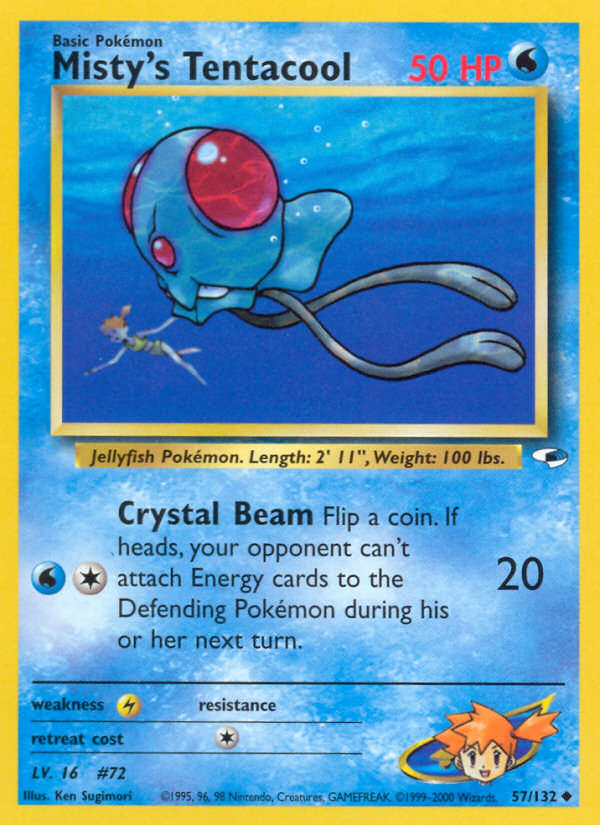 Basic Pokémon
Misty's Tentacool 50 HP
Jellyfish Pokémon. Length: 2' 11", Weight: 100 lbs.
Crystal Beam Flip a coin. If
heads, your opponent can't
attach Energy cards to the
Defending Pokémon during his
or her next turn.
20
weakness resistance
retreat cost
LV. 16 #72
Illus. Ken Sugimori ©1995, 96, 98 Nintendo, Creatures, GAMEFREAK. ©1999-2000 Wizards. 57/132